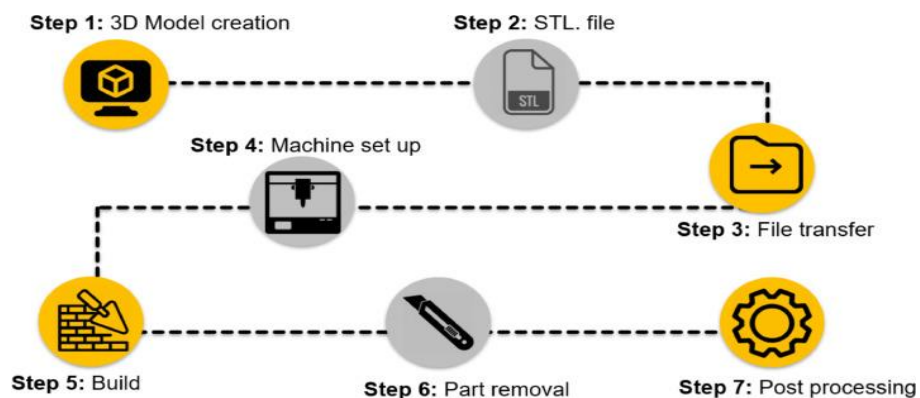 Step 1: 3D Model creation
Step 2: STL. file
STL
Step 3: File transfer
Step 4: Machine set up
Step 5: Build
Step 6: Part removal
Step 7: Post processing